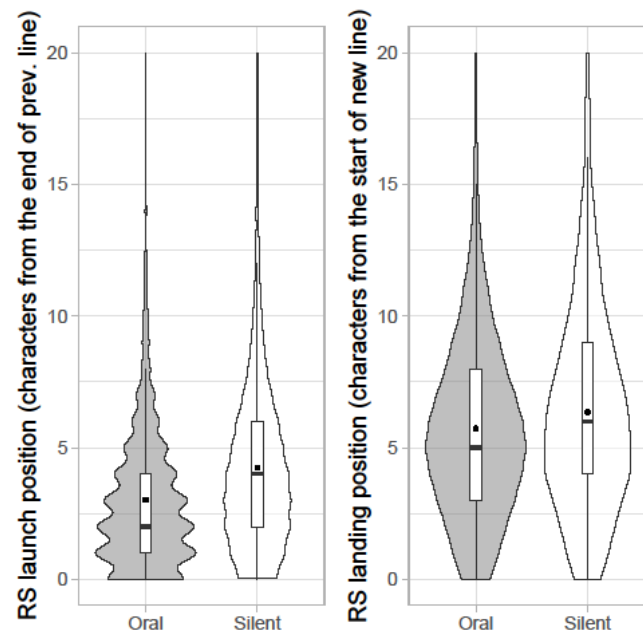 RS launch position (characters from the end of prev. line)
20
15
10
5
0
Oral Silent
RS landing position (characters from the start of new line)
20
15
10
5
0
Oral Silent